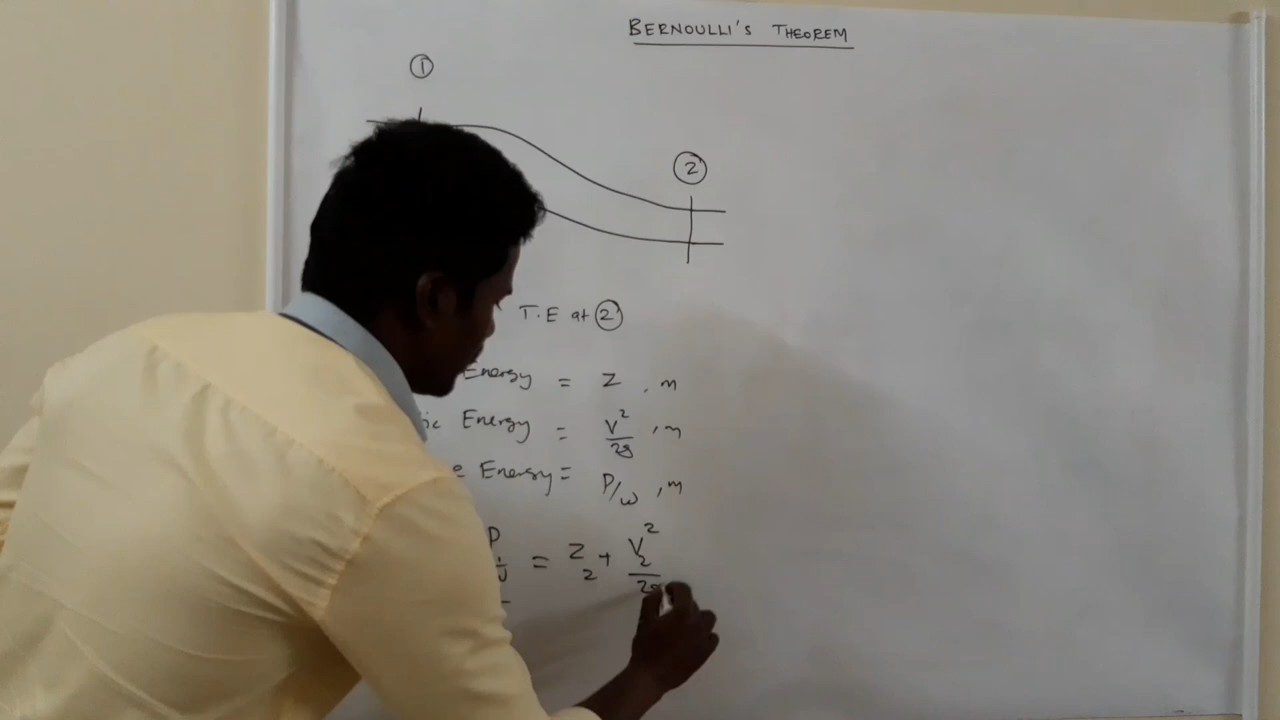 BERNOULLI'S THEOREM
①
②
T.E at ②
Energy = Z , m
ic Energy = V²/2g , m
e Energy = P/w , m
= Z₂ + V₂²/2g